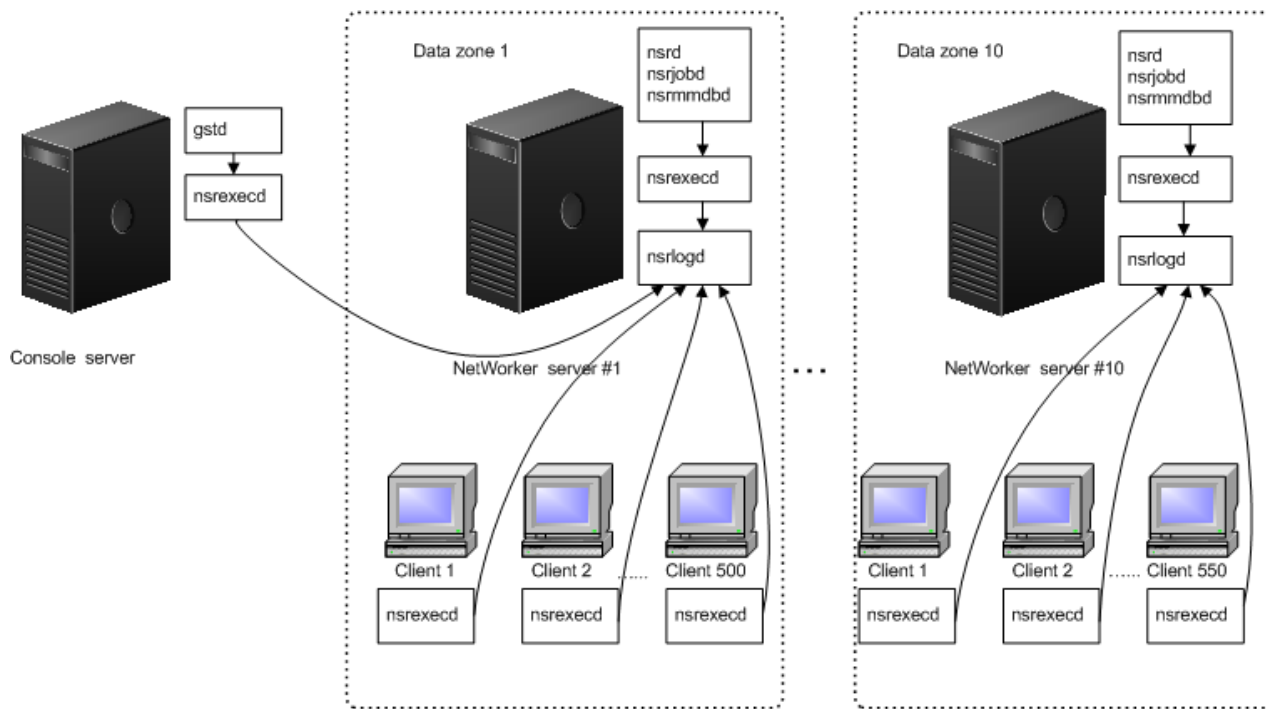 gstd
nsrexecd
Console server
Data zone 1
nsrd
nsrjobd
nsrmmdbd
nsrexecd
nsrlogd
NetWorker server #1
Client 1
Client 2
......
Client 500
nsrexecd
nsrexecd
nsrexecd
...
Data zone 10
nsrd
nsrjobd
nsrmmdbd
nsrexecd
nsrlogd
NetWorker server #10
Client 1
Client 2
......
Client 550
nsrexecd
nsrexecd
nsrexecd